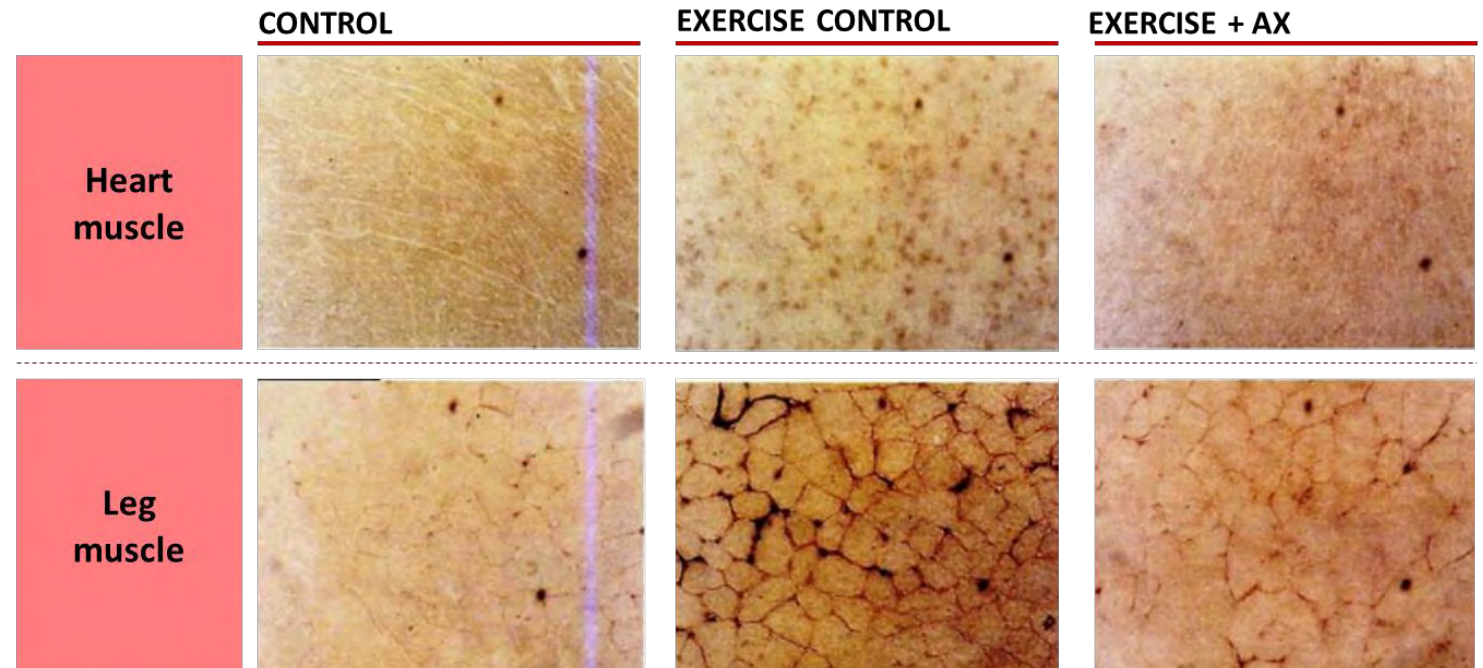 CONTROL
EXERCISE CONTROL
EXERCISE + AX
Heart
muscle
Leg
muscle